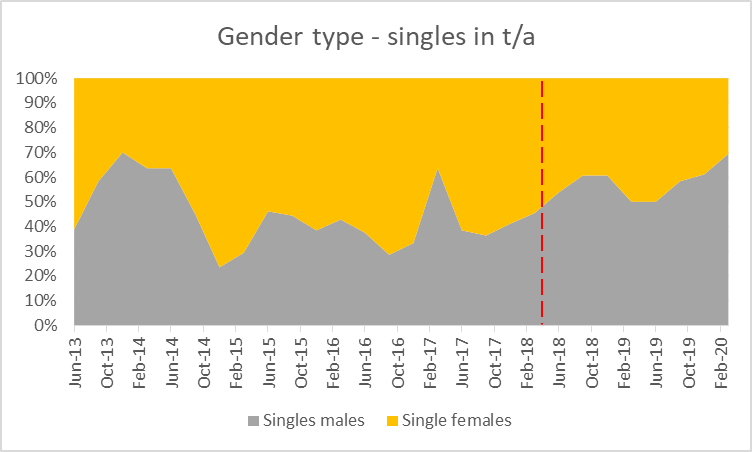 Gender type - singles in t/a
100%
90%
80%
70%
60%
50%
40%
30%
20%
10%
0%
Jun-13
Oct-13
Feb-14
Jun-14
Oct-14
Feb-15
Jun-15
Oct-15
Feb-16
Jun-16
Oct-16
Feb-17
Jun-17
Oct-17
Feb-18
Jun-18
Oct-18
Feb-19
Jun-19
Oct-19
Feb-20
Singles males
Single females